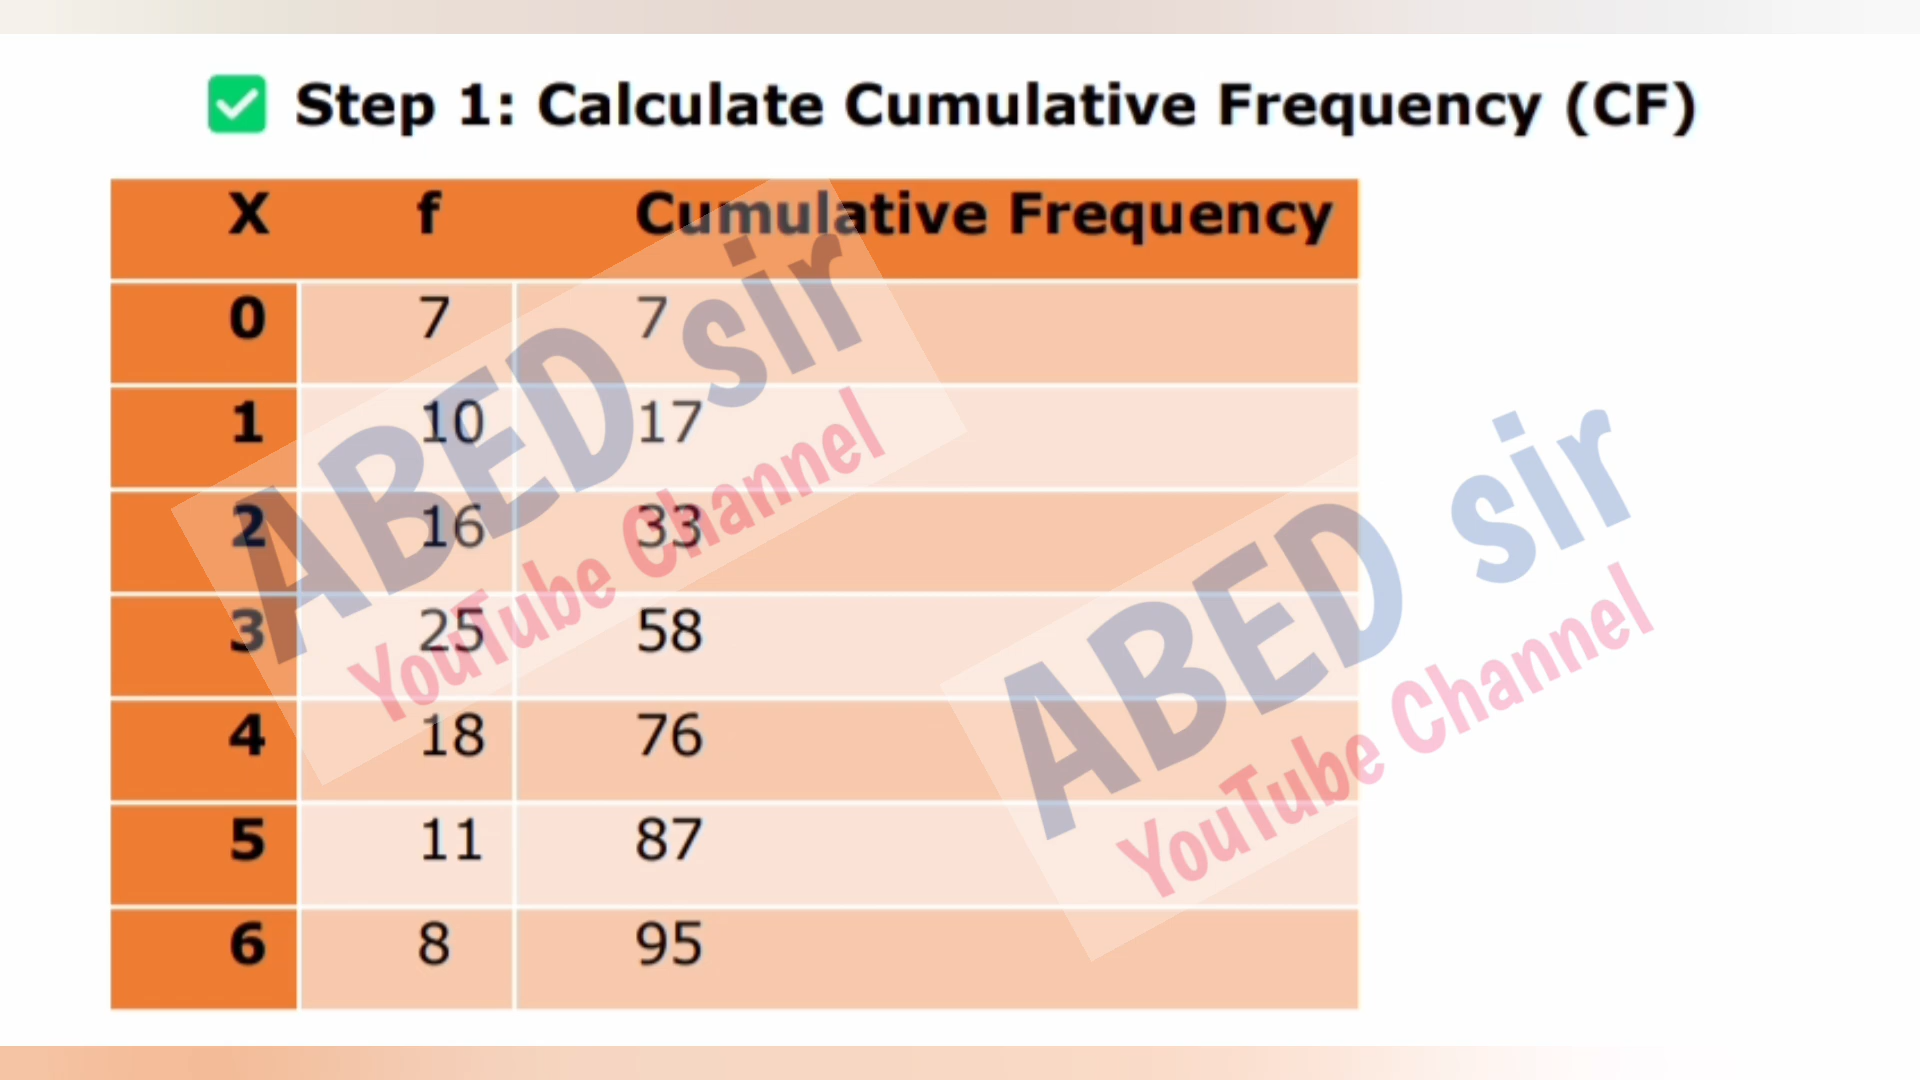 ✅ Step 1: Calculate Cumulative Frequency (CF)
X f Cumulative Frequency
0 7 7
1 10 17
2 16 33
3 25 58
4 18 76
5 11 87
6 8 95
ABED sir
YouTube Channel
ABED sir
YouTube Channel